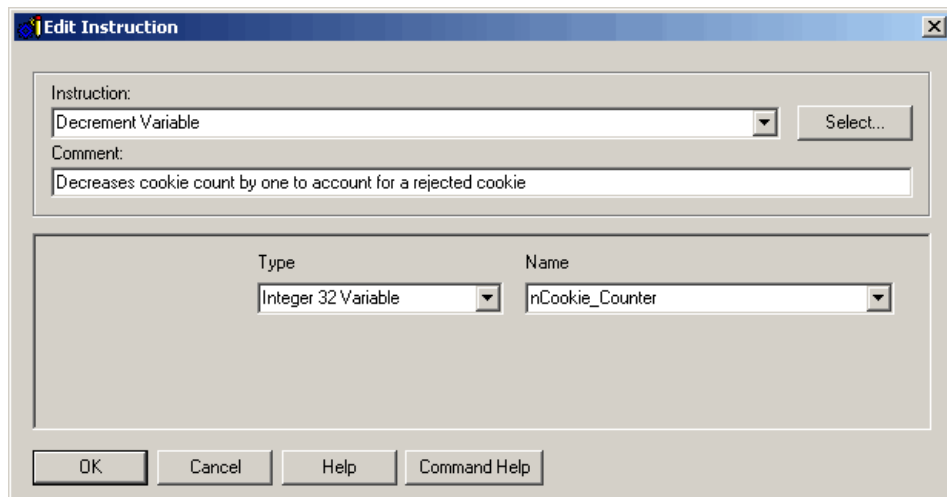 Edit Instruction
Instruction:
Decrement Variable
Select...
Comment:
Decreases cookie count by one to account for a rejected cookie
Type Name
Integer 32 Variable nCookie_Counter
OK Cancel Help Command Help